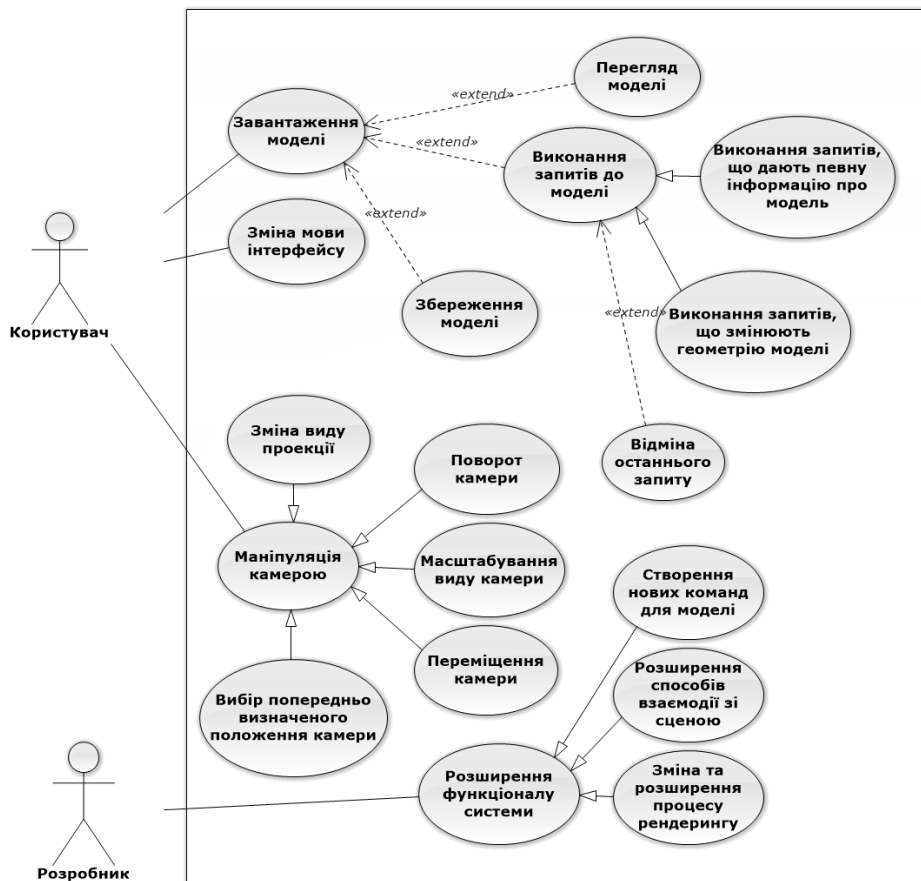 Перегляд
моделі
«extend»
Завантаження
моделі
«extend»
Виконання
запитів до
моделі
Виконання запитів,
що дають певну
інформацію про
модель
«extend»
Зміна мови
інтерфейсу
Користувач
Збереження
моделі
«extend»
Виконання запитів,
що змінюють
геометрію моделі
Зміна виду
проекції
Поворот
камери
Відміна
останнього
запиту
Маніпуляція
камерою
Масштабування
виду камери
Створення
нових команд
для моделі
Переміщення
камери
Розширення
способів
взаємодії зі
сценою
Вибір попередньо
визначеного
положення камери
Розширення
функціоналу
системи
Зміна та
розширення
процесу
рендерингу
Розробник